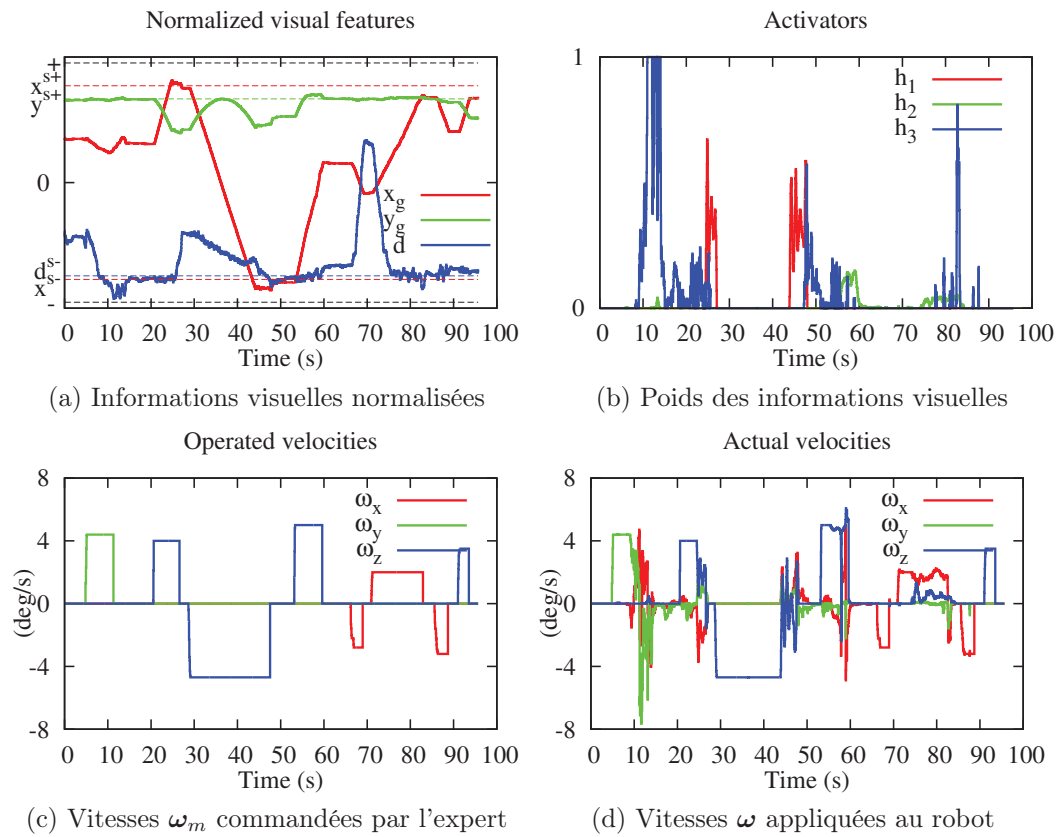 Normalized visual features
+
x^s+
y^s+
0
d^s-
x^s-
-
x_g
y_g
d
0 10 20 30 40 50 60 70 80 90 100
Time (s)
(a) Informations visuelles normalisées
Activators
1
0
h_1
h_2
h_3
0 10 20 30 40 50 60 70 80 90 100
Time (s)
(b) Poids des informations visuelles
Operated velocities
8
4
0
-4
-8
(deg/s)
ω_x
ω_y
ω_z
0 10 20 30 40 50 60 70 80 90 100
Time (s)
(c) Vitesses ω_m commandées par l'expert
Actual velocities
8
4
0
-4
-8
(deg/s)
ω_x
ω_y
ω_z
0 10 20 30 40 50 60 70 80 90 100
Time (s)
(d) Vitesses ω appliquées au robot